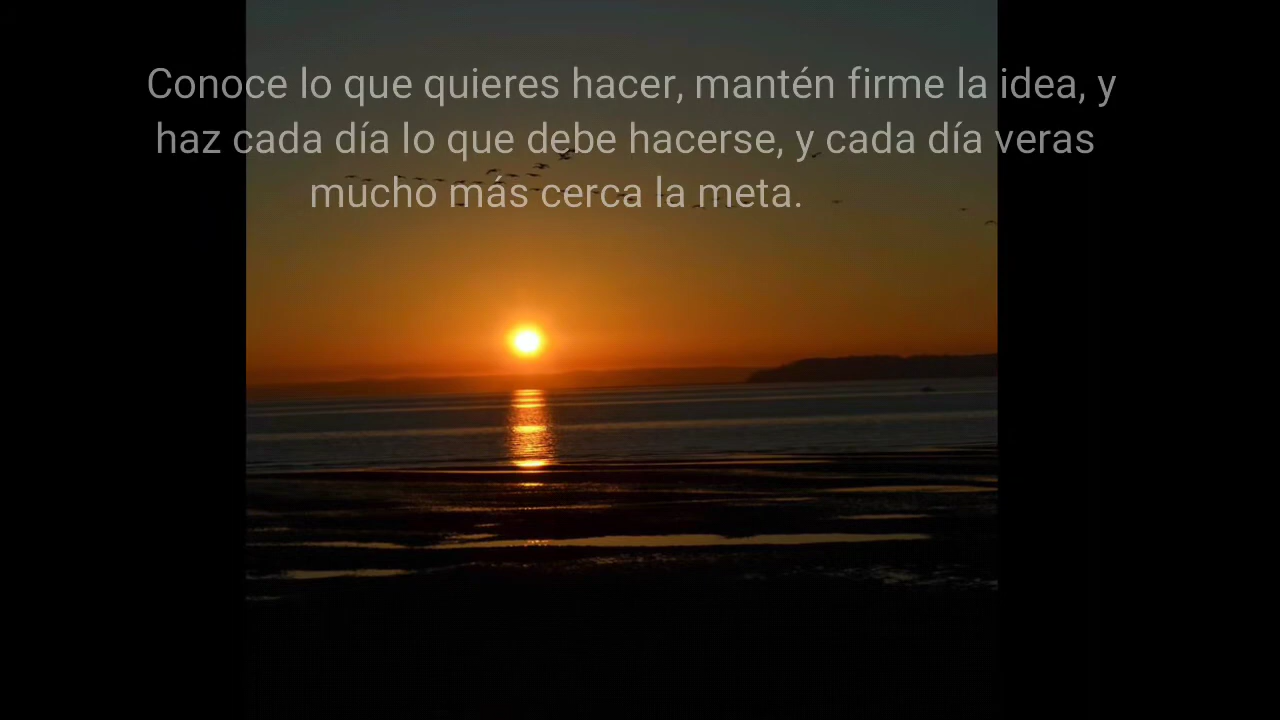 Conoce lo que quieres hacer, mantén firme la idea, y
haz cada día lo que debe hacerse, y cada día veras
mucho más cerca la meta.